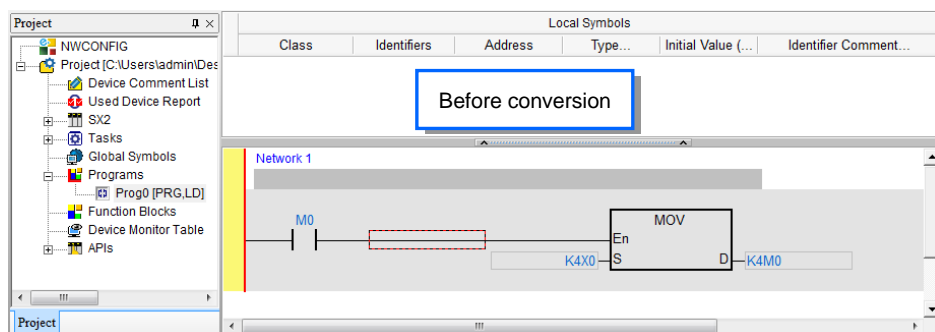 Project
NWCONFIG
Project [C:\Users\admin\Des
Device Comment List
Used Device Report
SX2
Tasks
Global Symbols
Programs
Prog0 [PRG,LD]
Function Blocks
Device Monitor Table
APIs
Project
Local Symbols
Class Identifiers Address Type... Initial Value (... Identifier Comment...
Before conversion
Network 1
M0 MOV
En
K4X0 S D K4M0